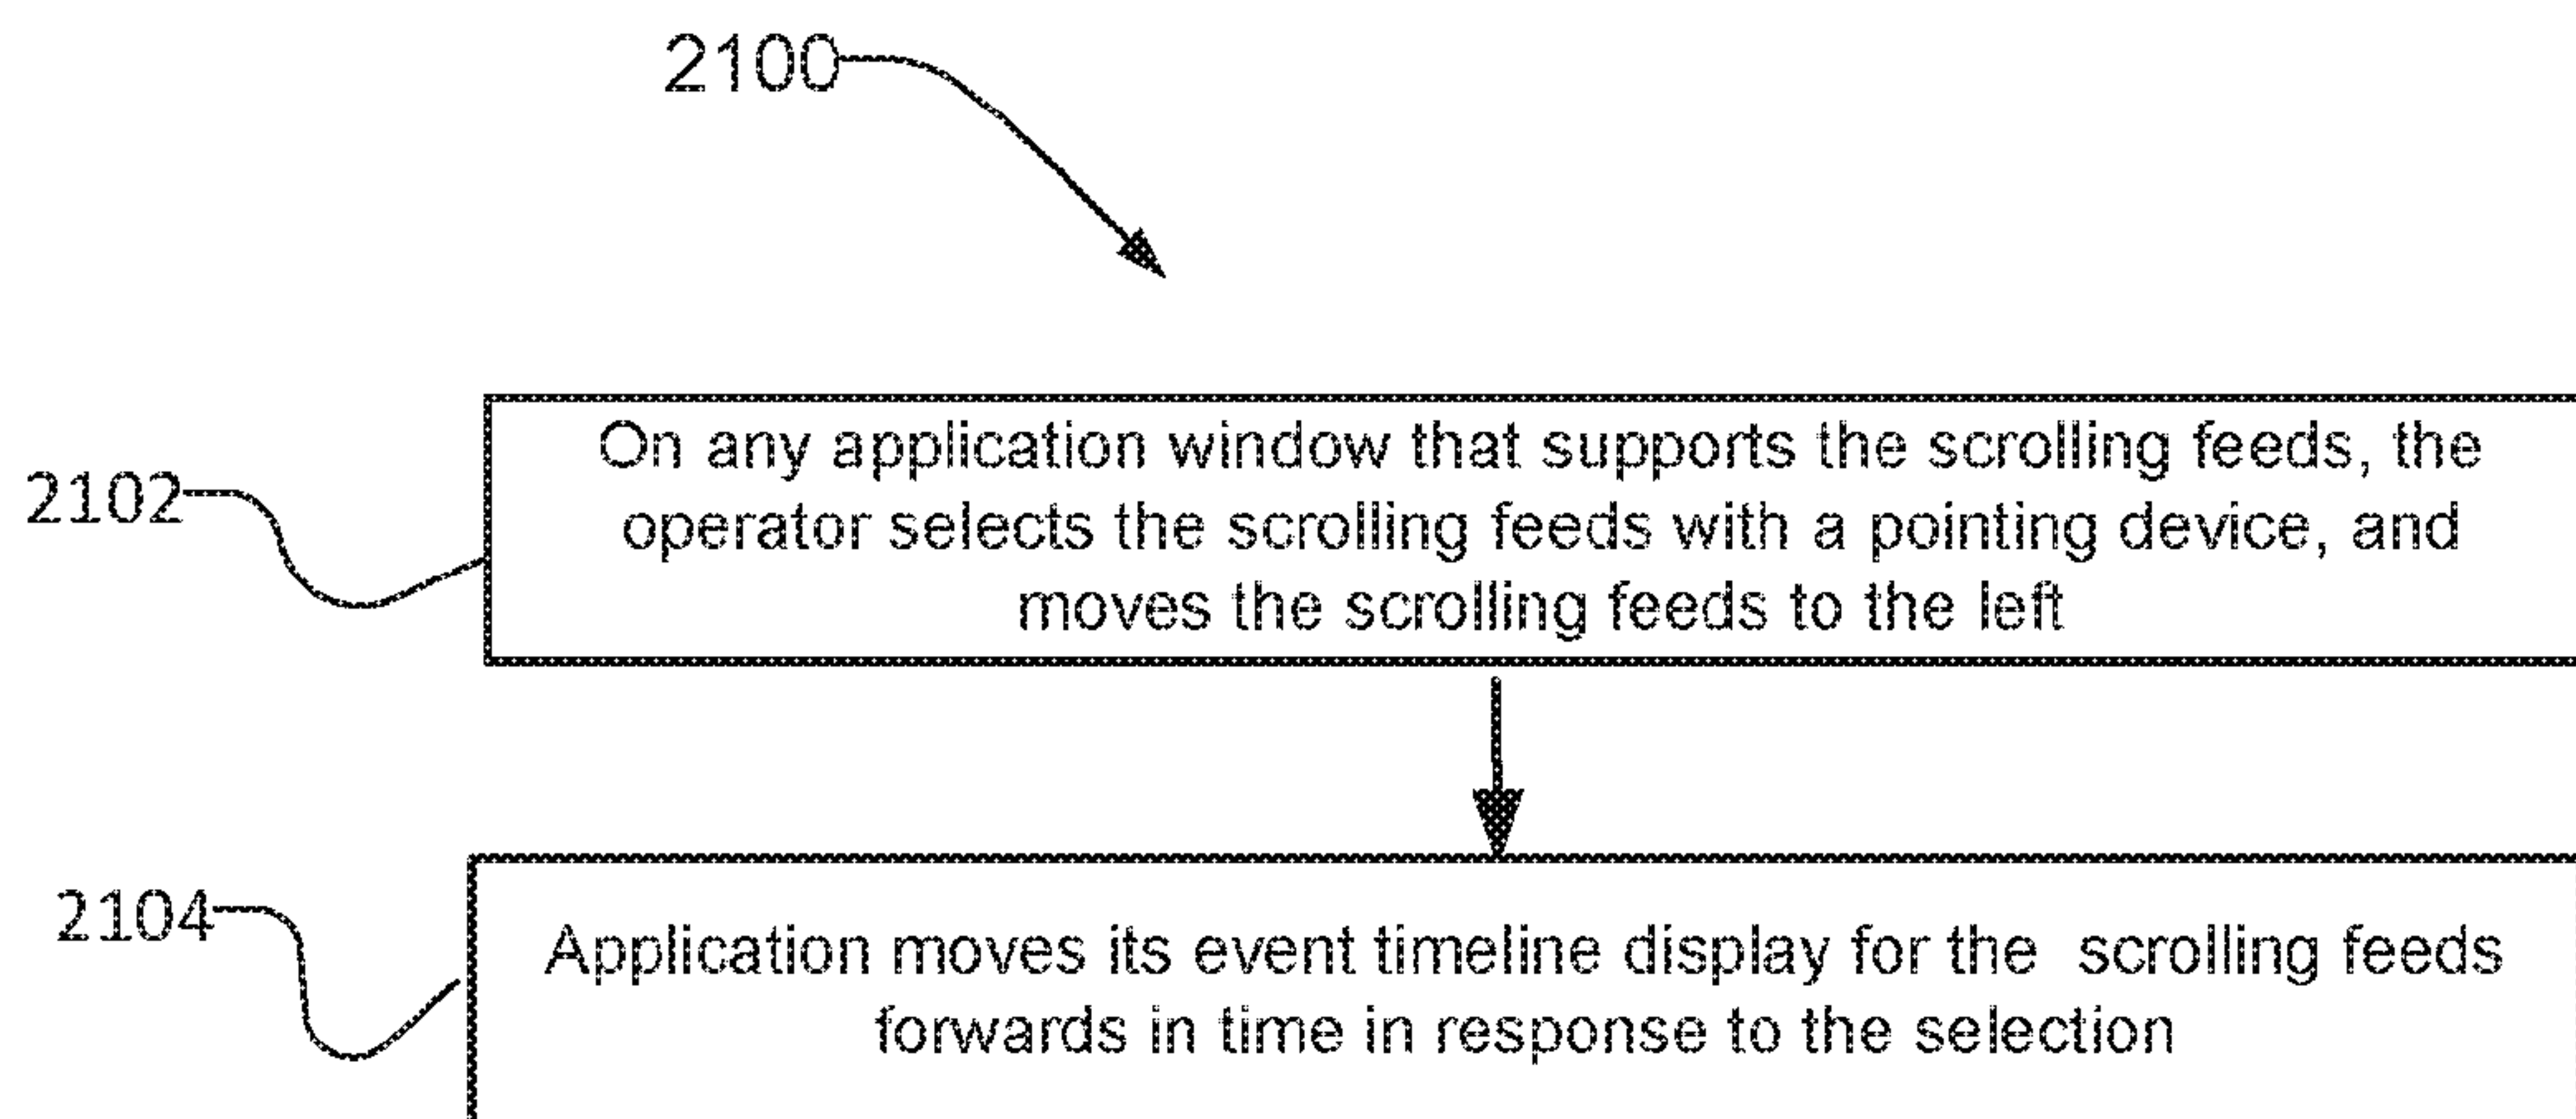 2100
2102
On any application window that supports the scrolling feeds, the
operator selects the scrolling feeds with a pointing device, and
moves the scrolling feeds to the left
2104
Application moves its event timeline display for the scrolling feeds
forwards in time in response to the selection